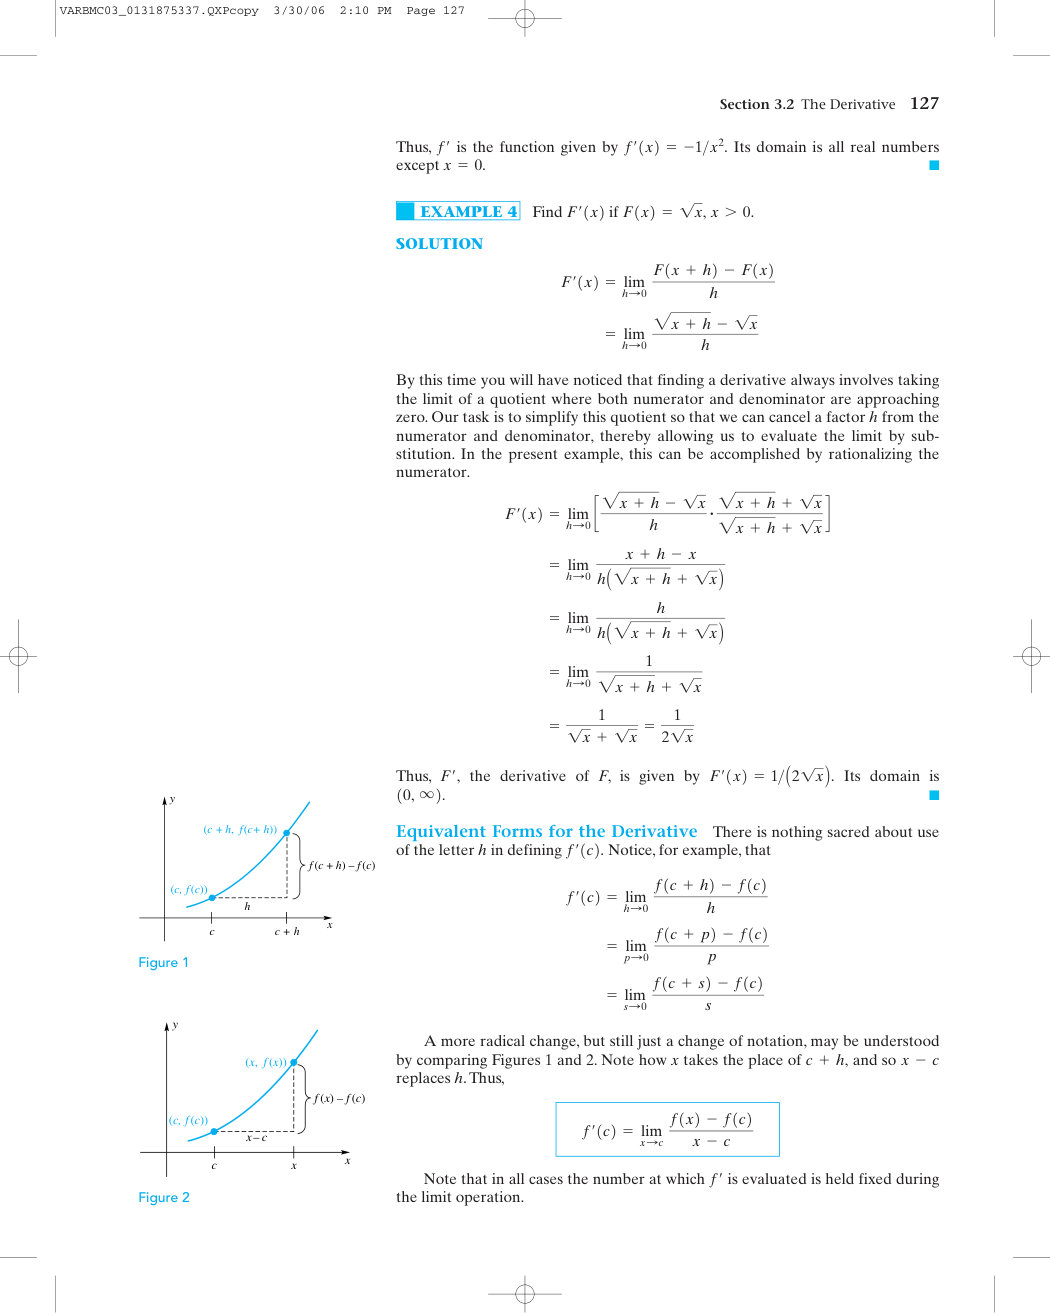 VARBMC03_0131875337.QXPcopy 3/30/06 2:10 PM Page 127
Section 3.2 The Derivative 127
Thus, f′ is the function given by f′(x) = −1/x². Its domain is all real numbers
except x = 0.
EXAMPLE 4 Find F′(x) if F(x) = √x, x > 0.
SOLUTION
F′(x) = lim h→0 (F(x + h) − F(x))/h
= lim h→0 (√(x + h) − √x)/h
By this time you will have noticed that finding a derivative always involves taking
the limit of a quotient where both numerator and denominator are approaching
zero. Our task is to simplify this quotient so that we can cancel a factor h from the
numerator and denominator, thereby allowing us to evaluate the limit by sub-
stitution. In the present example, this can be accomplished by rationalizing the
numerator.
F′(x) = lim h→0 [(√(x + h) − √x)/h · (√(x + h) + √x)/(√(x + h) + √x)]
= lim h→0 (x + h − x)/(h(√(x + h) + √x))
= lim h→0 h/(h(√(x + h) + √x))
= lim h→0 1/(√(x + h) + √x)
= 1/(√x + √x) = 1/(2√x)
Thus, F′, the derivative of F, is given by F′(x) = 1/(2√x). Its domain is
(0, ∞).
Equivalent Forms for the Derivative There is nothing sacred about use
of the letter h in defining f′(c). Notice, for example, that
f′(c) = lim h→0 (f(c + h) − f(c))/h
= lim p→0 (f(c + p) − f(c))/p
= lim s→0 (f(c + s) − f(c))/s
A more radical change, but still just a change of notation, may be understood
by comparing Figures 1 and 2. Note how x takes the place of c + h, and so x − c
replaces h. Thus,
f′(c) = lim x→c (f(x) − f(c))/(x − c)
Note that in all cases the number at which f′ is evaluated is held fixed during
the limit operation.
y
(c + h, f(c + h))
f(c + h) – f(c)
(c, f(c))
h
c
c + h
x
Figure 1
y
(x, f(x))
f(x) – f(c)
(c, f(c))
x – c
c
x
x
Figure 2